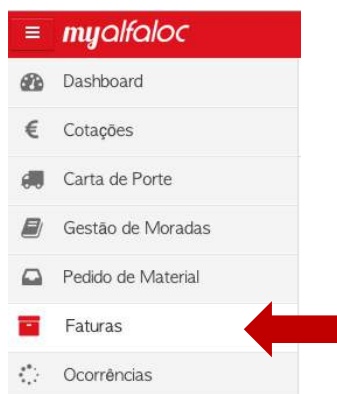 myalfaloc
Dashboard
€ Cotações
Carta de Porte
Gestão de Moradas
Pedido de Material
Faturas
Ocorrências